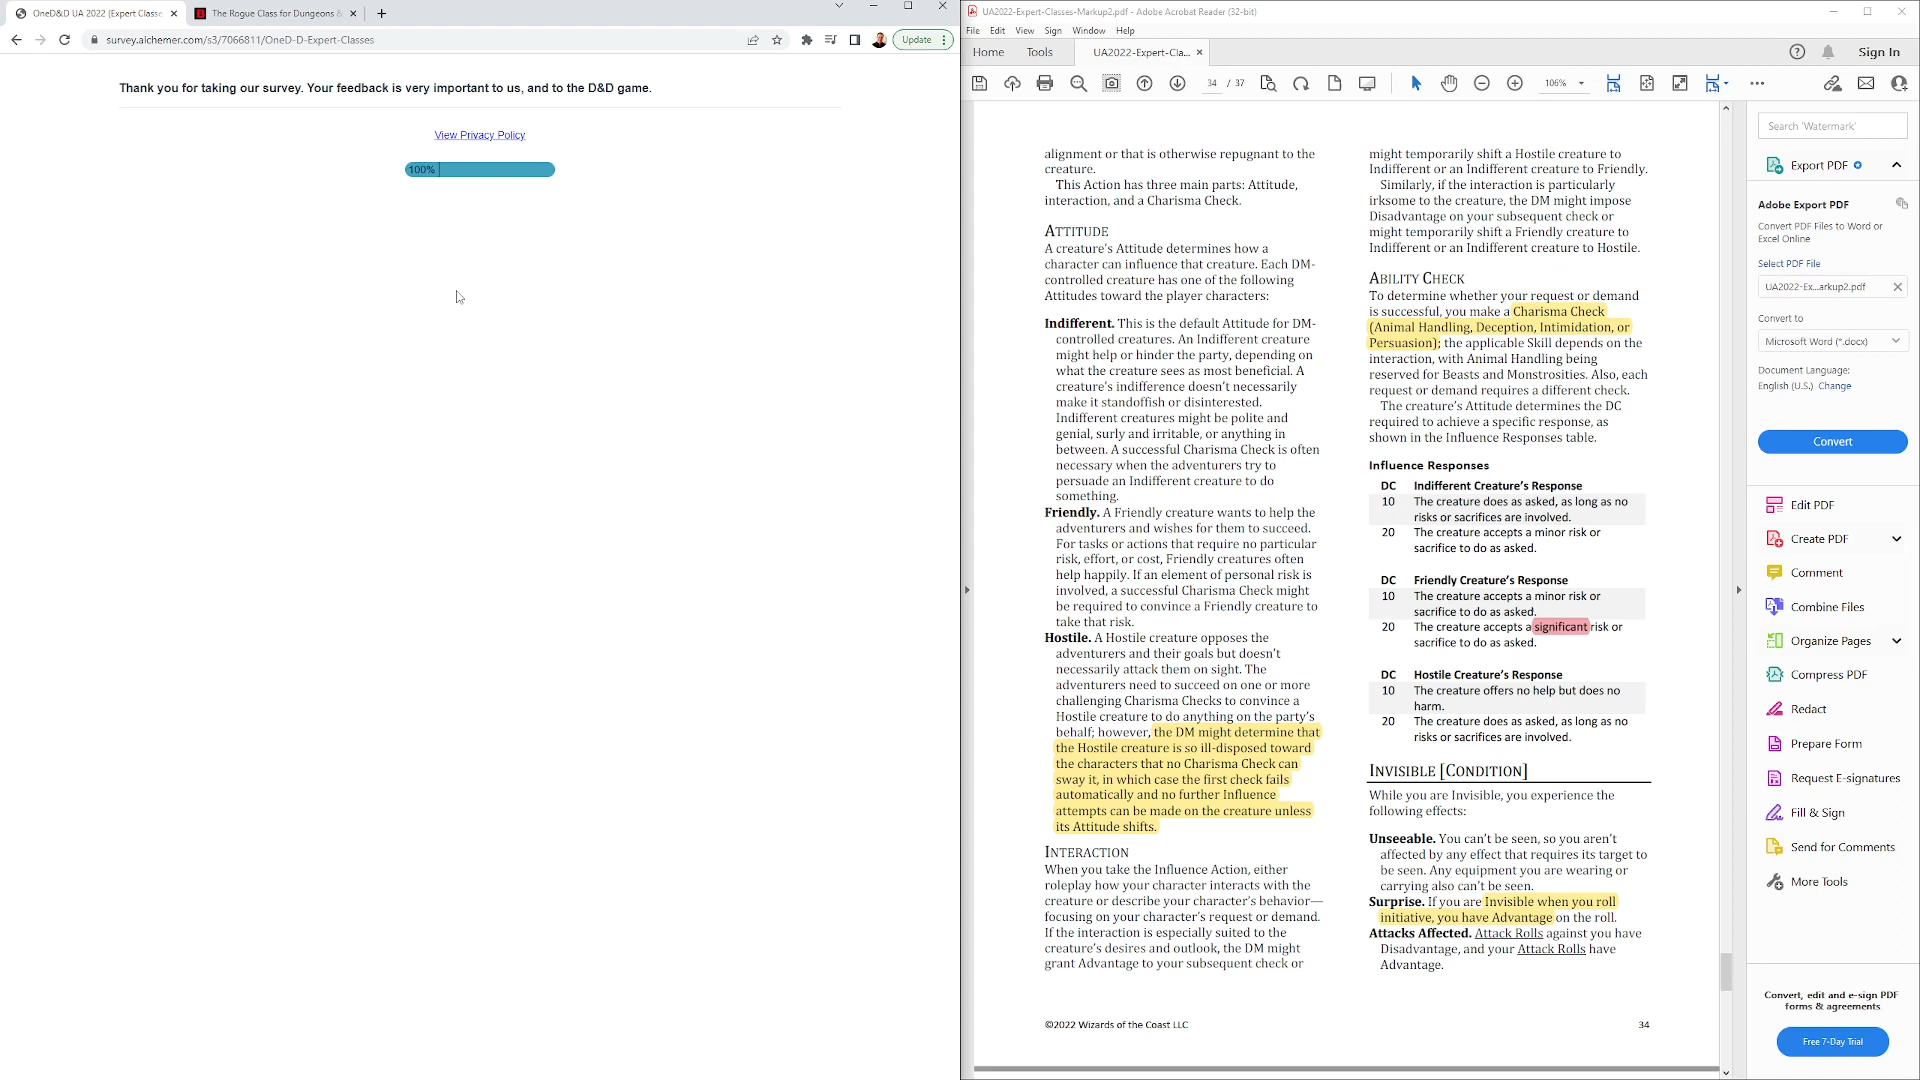 OneD&D UA 2022 (Expert Classe
The Rogue Class for Dungeons &
survey.alchemer.com/s3/7066811/OneD-D-Expert-Classes
Update
Thank you for taking our survey. Your feedback is very important to us, and to the D&D game.
View Privacy Policy
100%
UA2022-Expert-Classes-Markup2.pdf - Adobe Acrobat Reader (32-bit)
File Edit View Sign Window Help
Home Tools UA2022-Expert-Cla... Sign In
34 / 37 106%
alignment or that is otherwise repugnant to the
creature.
This Action has three main parts: Attitude,
interaction, and a Charisma Check.
ATTITUDE
A creature's Attitude determines how a
character can influence that creature. Each DM-
controlled creature has one of the following
Attitudes toward the player characters:
Indifferent. This is the default Attitude for DM-
controlled creatures. An Indifferent creature
might help or hinder the party, depending on
what the creature sees as most beneficial. A
creature's indifference doesn't necessarily
make it standoffish or disinterested.
Indifferent creatures might be polite and
genial, surly and irritable, or anything in
between. A successful Charisma Check is often
necessary when the adventurers try to
persuade an Indifferent creature to do
something.
Friendly. A Friendly creature wants to help the
adventurers and wishes for them to succeed.
For tasks or actions that require no particular
risk, effort, or cost, Friendly creatures often
help happily. If an element of personal risk is
involved, a successful Charisma Check might
be required to convince a Friendly creature to
take that risk.
Hostile. A Hostile creature opposes the
adventurers and their goals but doesn't
necessarily attack them on sight. The
adventurers need to succeed on one or more
challenging Charisma Checks to convince a
Hostile creature to do anything on the party's
behalf; however, the DM might determine that
the Hostile creature is so ill-disposed toward
the characters that no Charisma Check can
sway it, in which case the first check fails
automatically and no further Influence
attempts can be made on the creature unless
its Attitude shifts.
INTERACTION
When you take the Influence Action, either
roleplay how your character interacts with the
creature or describe your character's behavior—
focusing on your character's request or demand.
If the interaction is especially suited to the
creature's desires and outlook, the DM might
grant Advantage to your subsequent check or
might temporarily shift a Hostile creature to
Indifferent or an Indifferent creature to Friendly.
Similarly, if the interaction is particularly
irksome to the creature, the DM might impose
Disadvantage on your subsequent check or
might temporarily shift a Friendly creature to
Indifferent or an Indifferent creature to Hostile.
ABILITY CHECK
To determine whether your request or demand
is successful, you make a Charisma Check
(Animal Handling, Deception, Intimidation, or
Persuasion); the applicable Skill depends on the
interaction, with Animal Handling being
reserved for Beasts and Monstrosities. Also, each
request or demand requires a different check.
The creature's Attitude determines the DC
required to achieve a specific response, as
shown in the Influence Responses table.
Influence Responses
DC Indifferent Creature's Response
10 The creature does as asked, as long as no
risks or sacrifices are involved.
20 The creature accepts a minor risk or
sacrifice to do as asked.
DC Friendly Creature's Response
10 The creature accepts a minor risk or
sacrifice to do as asked.
20 The creature accepts a significant risk or
sacrifice to do as asked.
DC Hostile Creature's Response
10 The creature offers no help but does no
harm.
20 The creature does as asked, as long as no
risks or sacrifices are involved.
INVISIBLE [CONDITION]
While you are Invisible, you experience the
following effects:
Unseeable. You can't be seen, so you aren't
affected by any effect that requires its target to
be seen. Any equipment you are wearing or
carrying also can't be seen.
Surprise. If you are Invisible when you roll
initiative, you have Advantage on the roll.
Attacks Affected. Attack Rolls against you have
Disadvantage, and your Attack Rolls have
Advantage.
©2022 Wizards of the Coast LLC
34
Search 'Watermark'
Export PDF
Adobe Export PDF
Convert PDF Files to Word or
Excel Online
Select PDF File
UA2022-Ex...arkup2.pdf
Convert to
Microsoft Word (*.docx)
Document Language:
English (U.S.) Change
Convert
Edit PDF
Create PDF
Comment
Combine Files
Organize Pages
Compress PDF
Redact
Prepare Form
Request E-signatures
Fill & Sign
Send for Comments
More Tools
Convert, edit and e-sign PDF
forms & agreements
Free 7-Day Trial